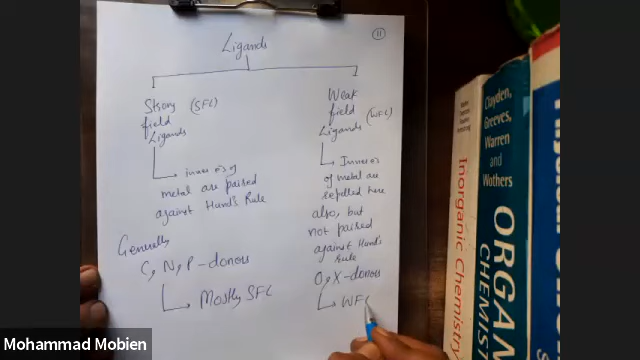 Ligands
11
Strong (SFL)
field
Ligands
inner es of
metal are paired
against Hund's Rule
Weak
field
Ligands (WFL)
Inner es
of metal are
repelled here
also, but
not paired
against Hund's
Rule
Generally
C, N, P-donors
Mostly SFL
O, X-donors
WFL
Inorganic Chemistry
Clayden,
Greeves,
Warren
and
Wothers
ORGANIC
CHEMISTRY
Mohammad Mobien